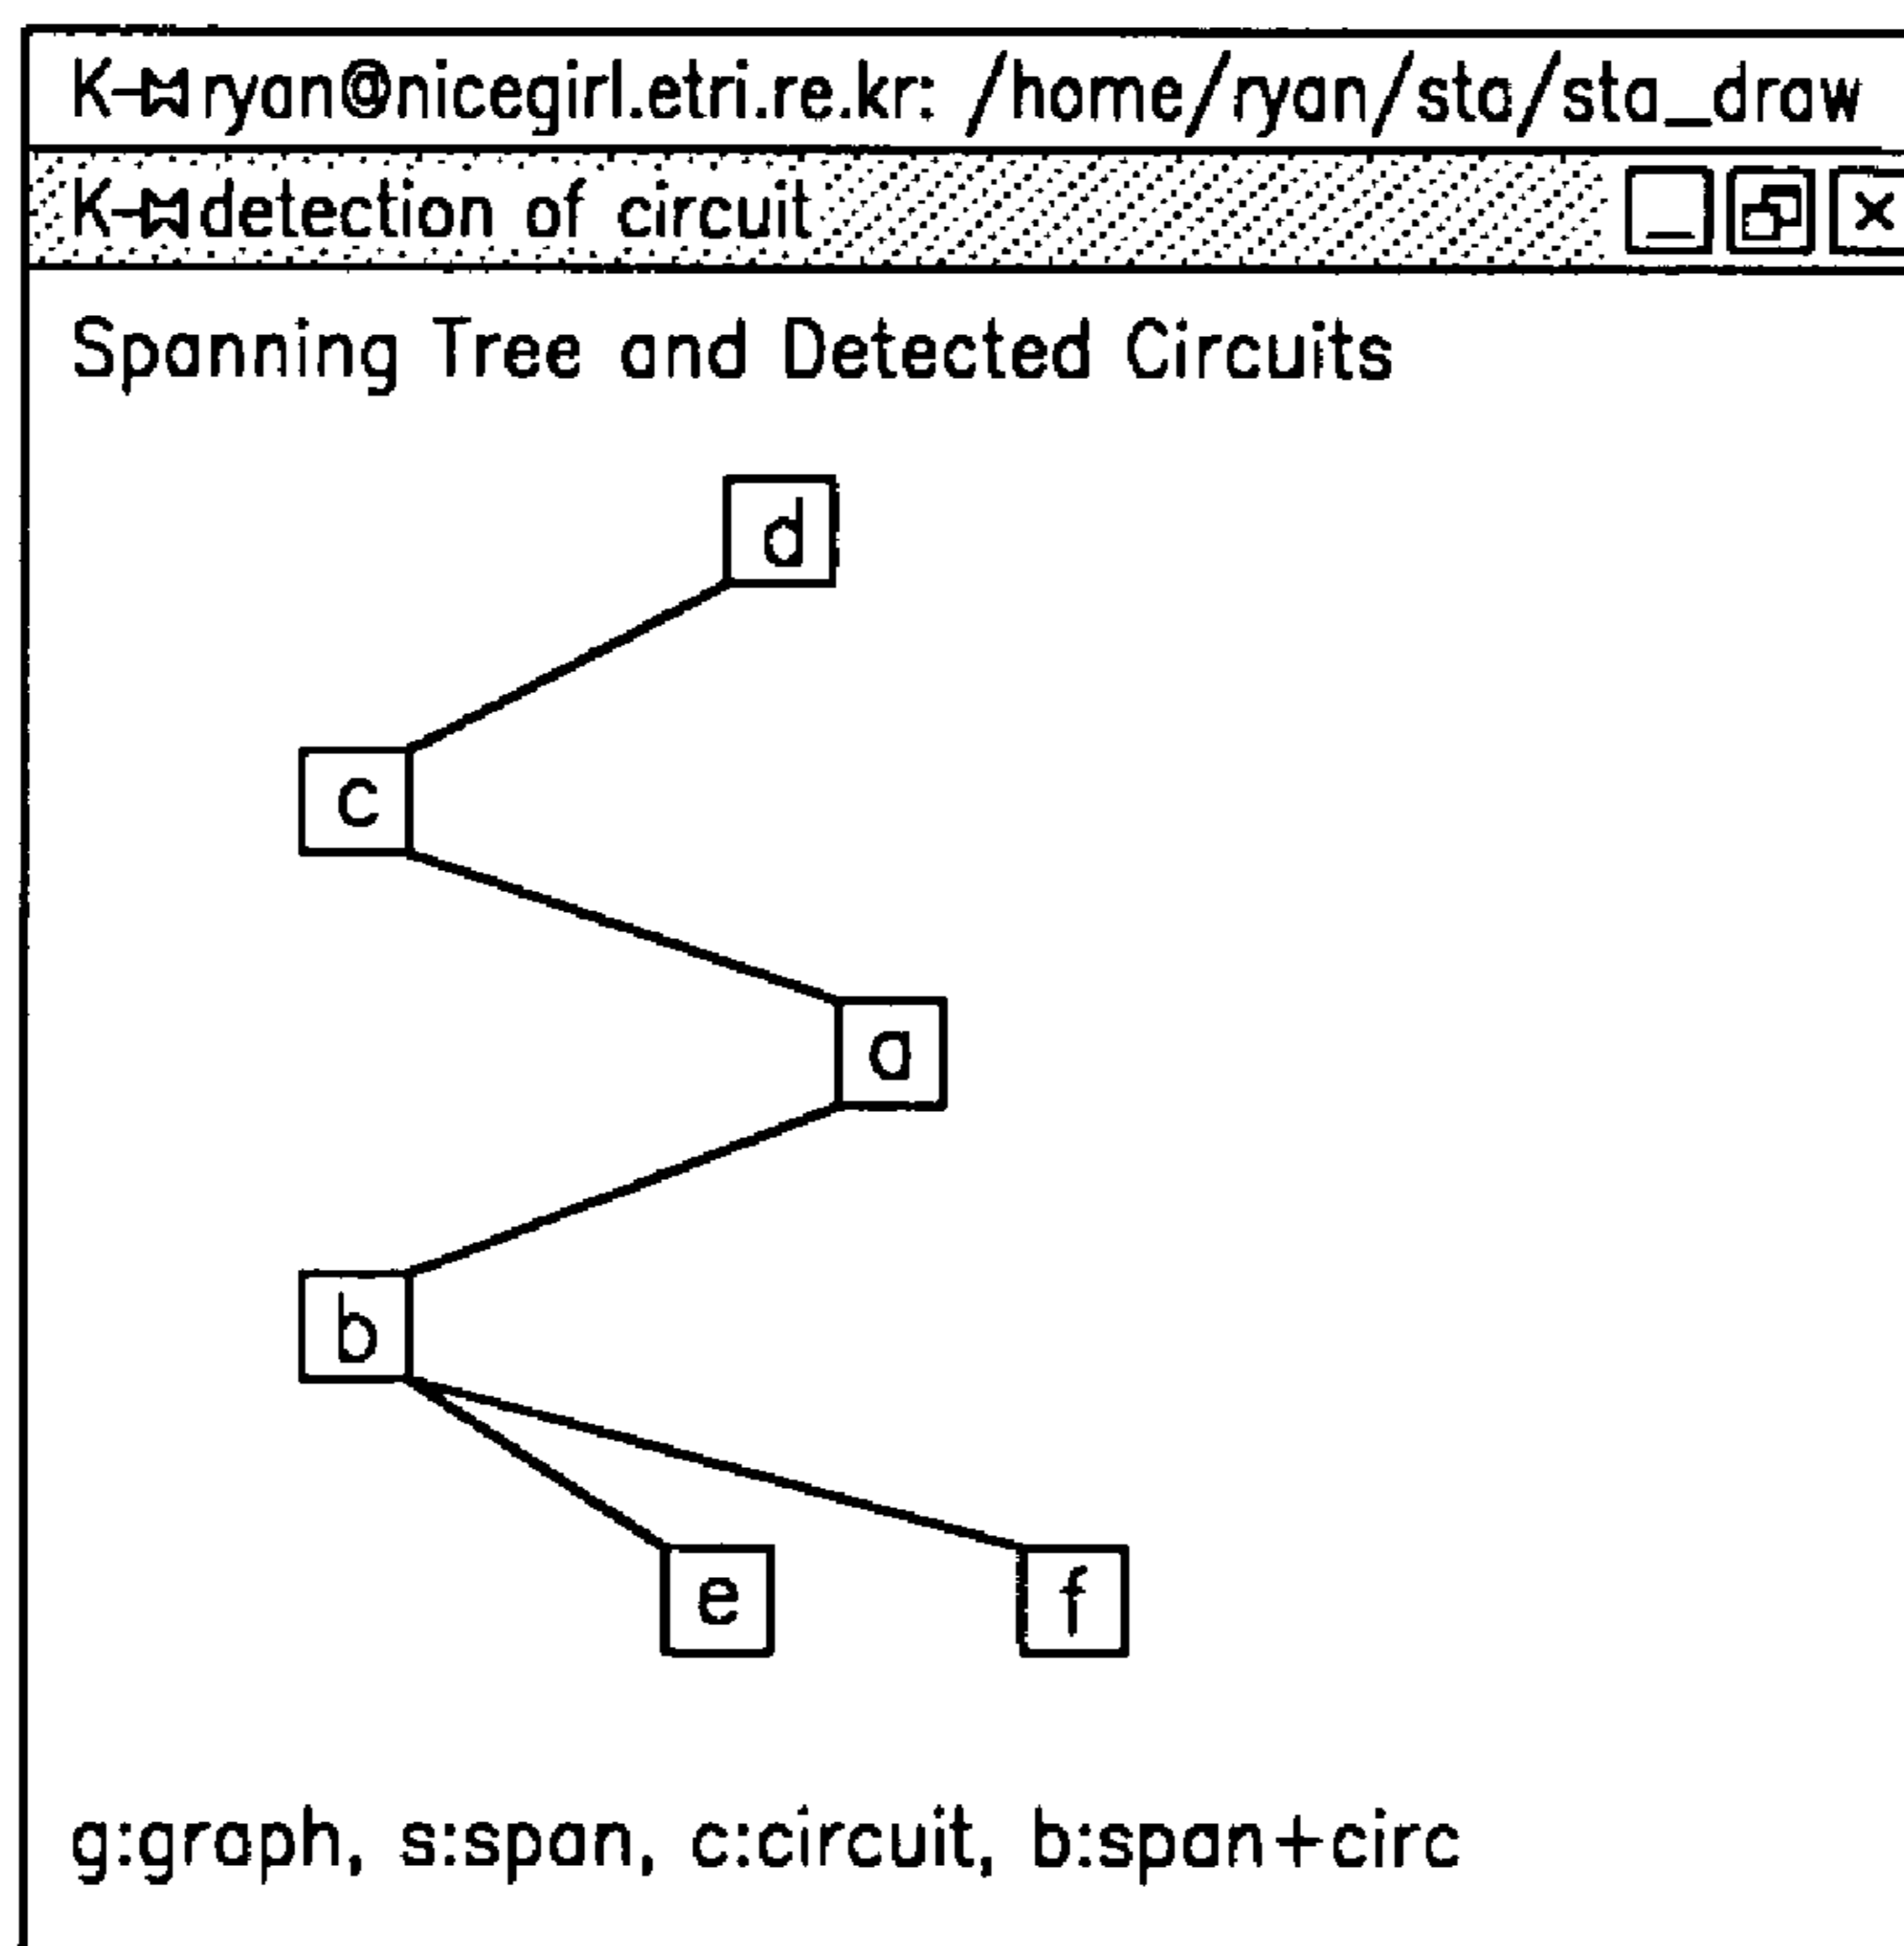 ryan@nicegirl.etri.re.kr: /home/ryan/sta/sta_draw
detection of circuit
Spanning Tree and Detected Circuits
d
c
a
b
e f
g:graph, s:span, c:circuit, b:span+circ